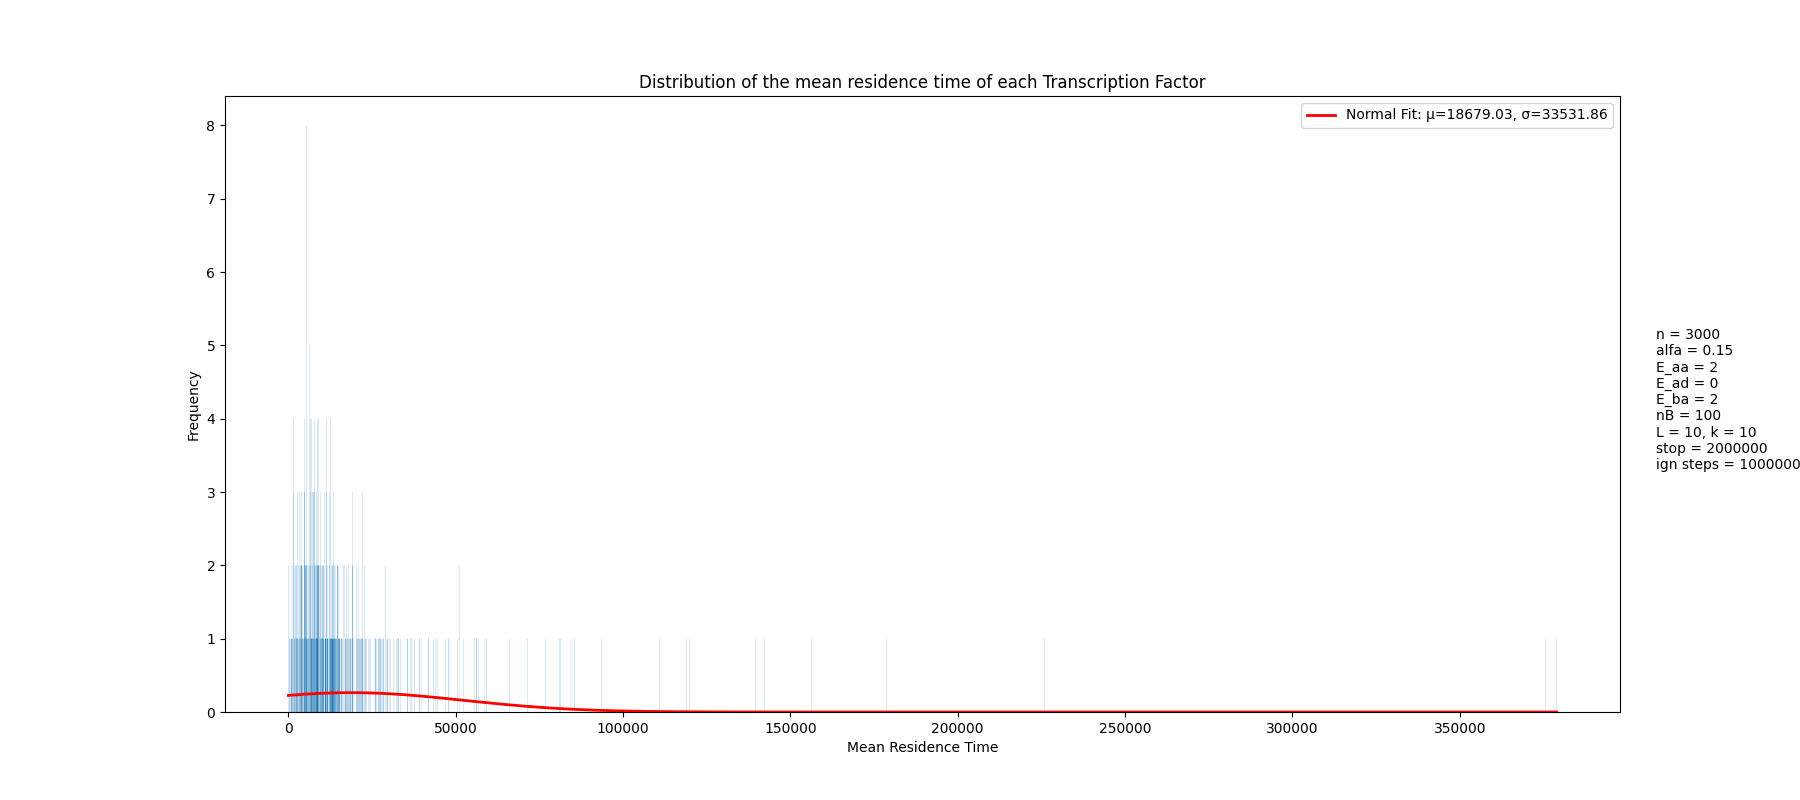 Distribution of the mean residence time of each Transcription Factor
Normal Fit: μ=18679.03, σ=33531.86
8
7
6
5
4
3
2
1
0
Frequency
0
50000
100000
150000
200000
250000
300000
350000
Mean Residence Time
n = 3000
alfa = 0.15
E_aa = 2
E_ad = 0
E_ba = 2
nB = 100
L = 10, k = 10
stop = 2000000
ign steps = 1000000